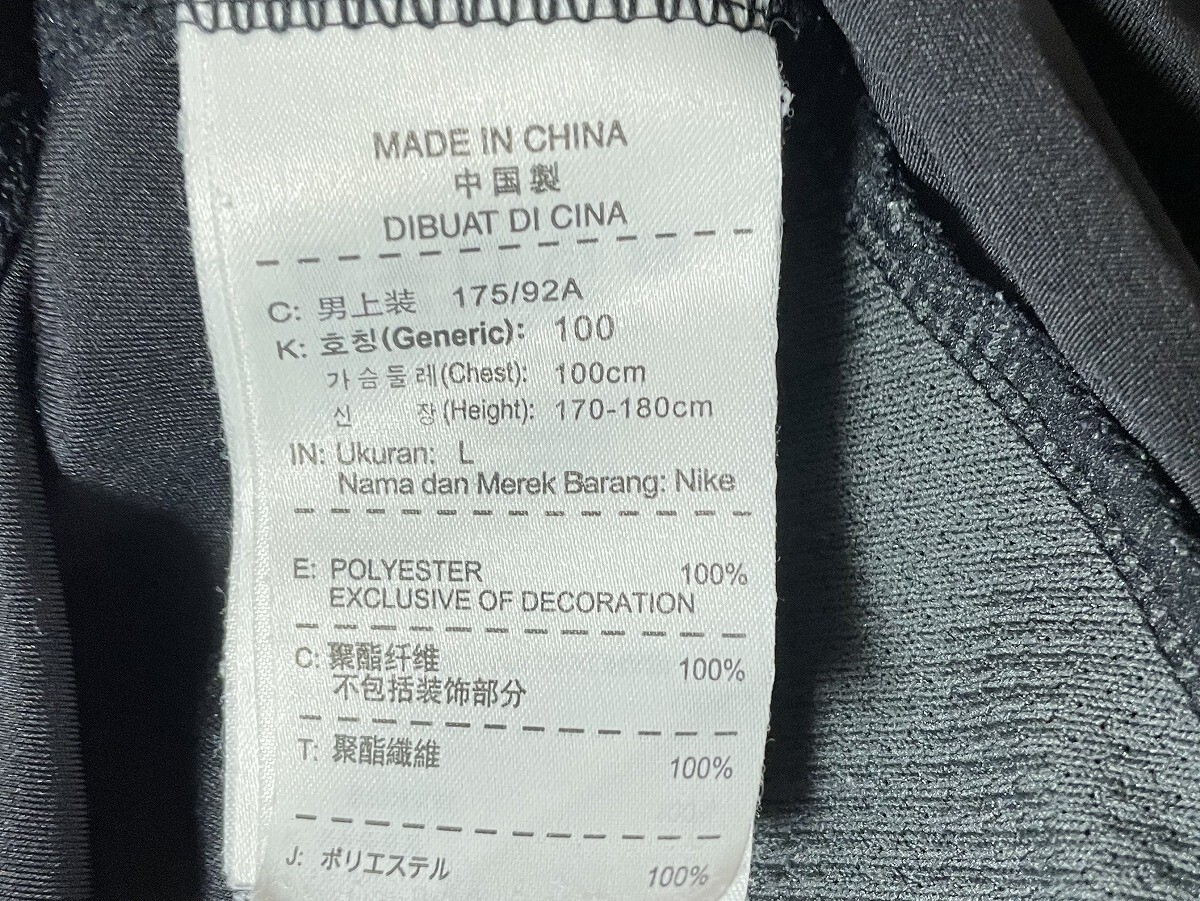 MADE IN CHINA
中国製
DIBUAT DI CINA
C: 男上装 175/92A
K: 호칭(Generic): 100
가슴둘레(Chest): 100cm
신 장(Height): 170-180cm
IN: Ukuran: L
Nama dan Merek Barang: Nike
E: POLYESTER 100%
EXCLUSIVE OF DECORATION
C: 聚酯纤维 100%
不包括装饰部分
T: 聚酯纖維 100%
J: ポリエステル 100%